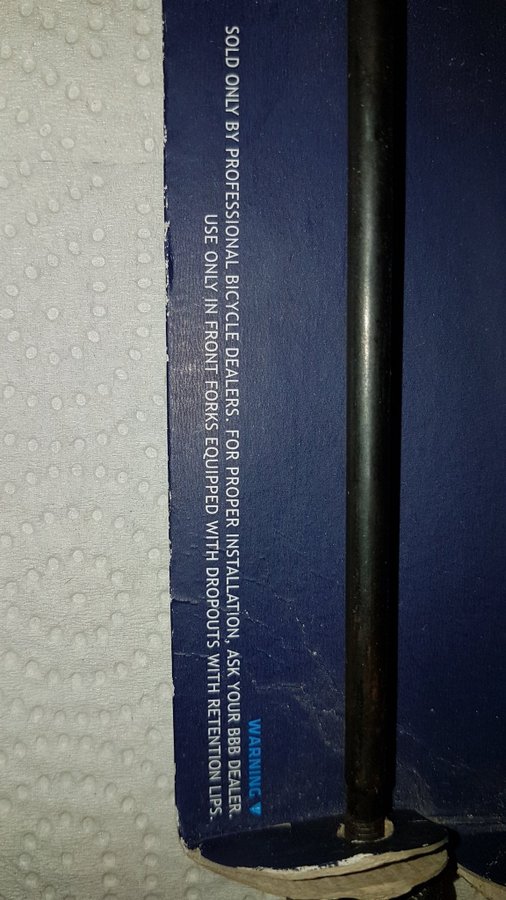 WARNING
SOLD ONLY BY PROFESSIONAL BICYCLE DEALERS. FOR PROPER INSTALLATION, ASK YOUR BBB DEALER.
USE ONLY IN FRONT FORKS EQUIPPED WITH DROPOUTS WITH RETENTION LIPS.